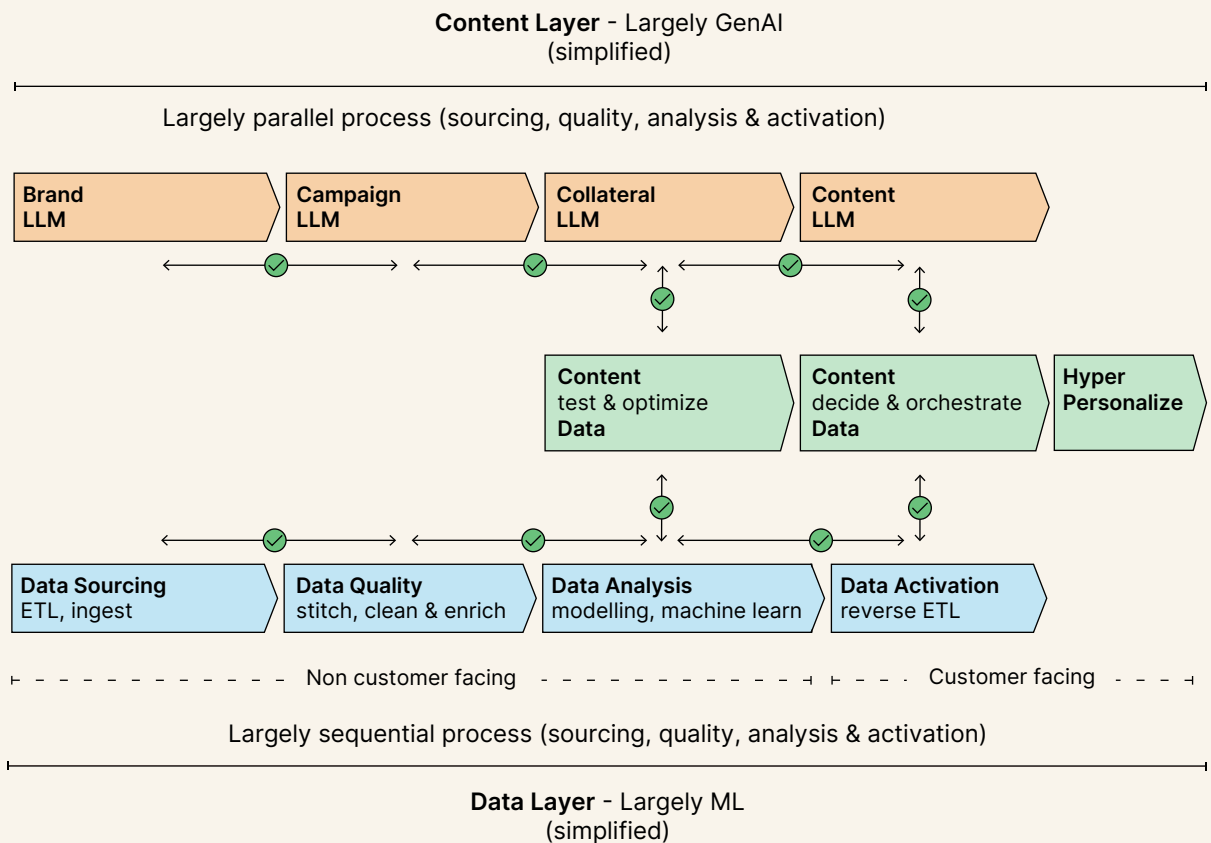 Content Layer - Largely GenAI
(simplified)
Largely parallel process (sourcing, quality, analysis & activation)
Brand
LLM
Campaign
LLM
Collateral
LLM
Content
LLM
Content
test & optimize
Data
Content
decide & orchestrate
Data
Hyper
Personalize
Data Sourcing
ETL, ingest
Data Quality
stitch, clean & enrich
Data Analysis
modelling, machine learn
Data Activation
reverse ETL
Non customer facing
Customer facing
Largely sequential process (sourcing, quality, analysis & activation)
Data Layer - Largely ML
(simplified)